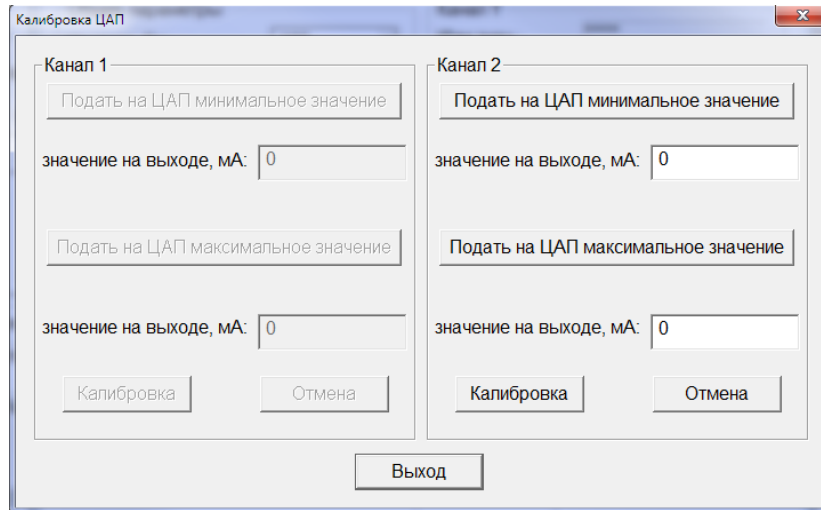 Калибровка ЦАП
Канал 1
Подать на ЦАП минимальное значение
значение на выходе, мА: 0
Подать на ЦАП максимальное значение
значение на выходе, мА: 0
Калибровка Отмена
Канал 2
Подать на ЦАП минимальное значение
значение на выходе, мА: 0
Подать на ЦАП максимальное значение
значение на выходе, мА: 0
Калибровка Отмена
Выход